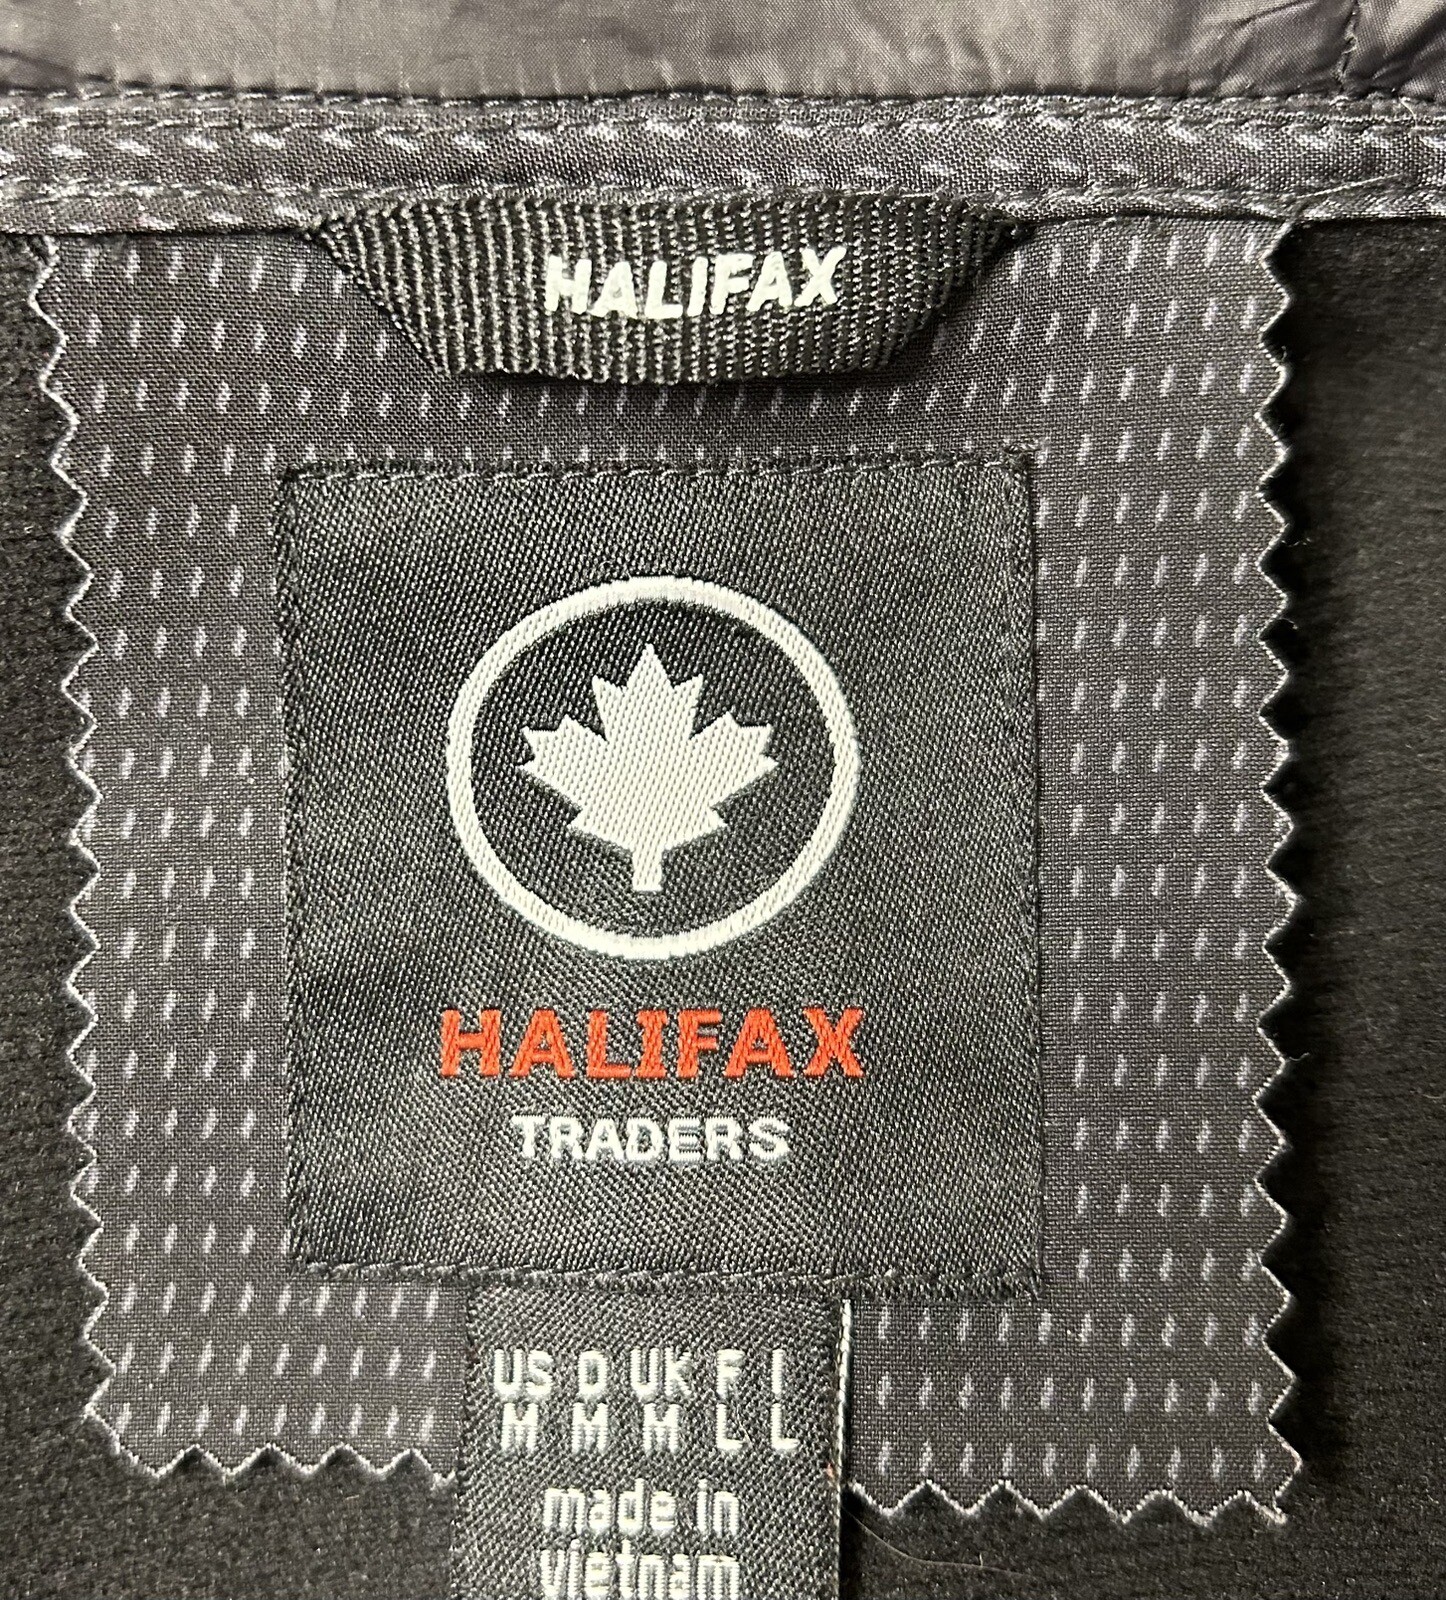 HALIFAX
HALIFAX
TRADERS
US D UK F I
M M M L L
made in
vietnam